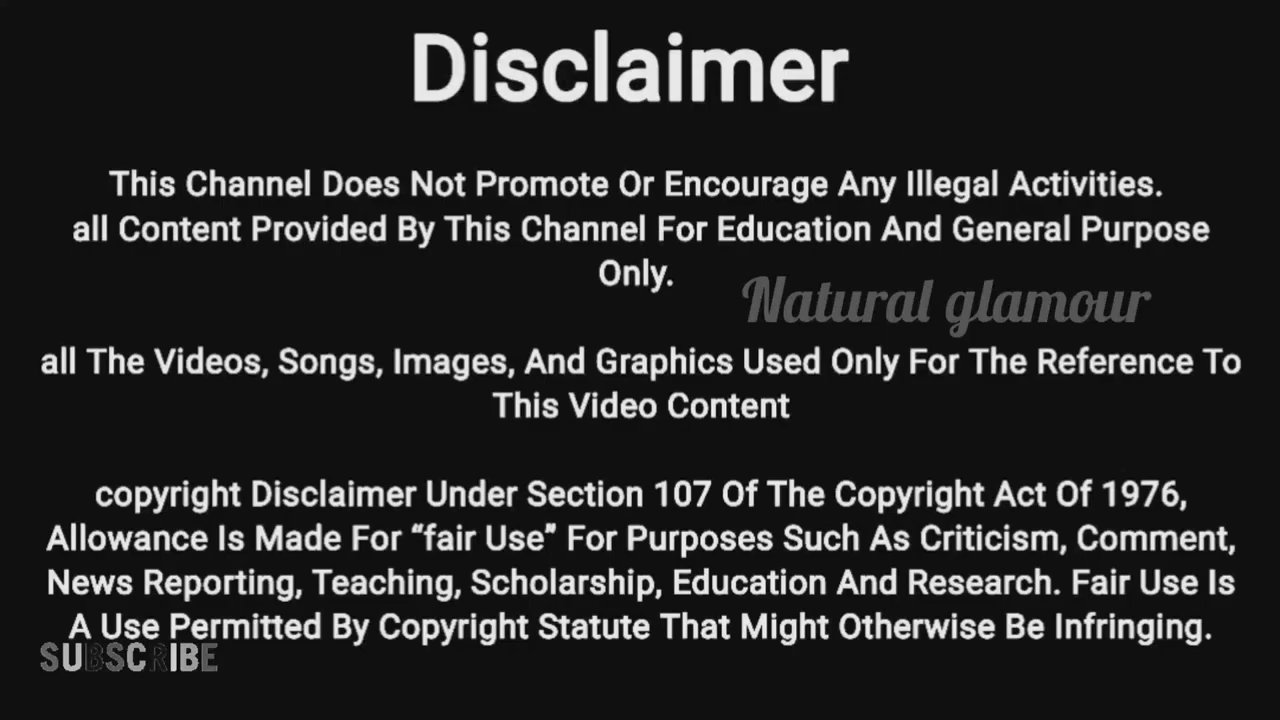 Disclaimer
This Channel Does Not Promote Or Encourage Any Illegal Activities.
all Content Provided By This Channel For Education And General Purpose
Only.
Natural glamour
all The Videos, Songs, Images, And Graphics Used Only For The Reference To
This Video Content
copyright Disclaimer Under Section 107 Of The Copyright Act Of 1976,
Allowance Is Made For “fair Use” For Purposes Such As Criticism, Comment,
News Reporting, Teaching, Scholarship, Education And Research. Fair Use Is
A Use Permitted By Copyright Statute That Might Otherwise Be Infringing.
SUBSCRIBE